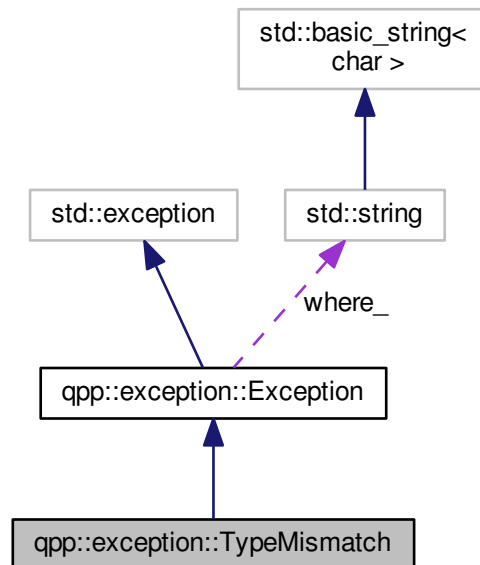 std::basic_string<
char >
std::exception
std::string
where_
qpp::exception::Exception
qpp::exception::TypeMismatch